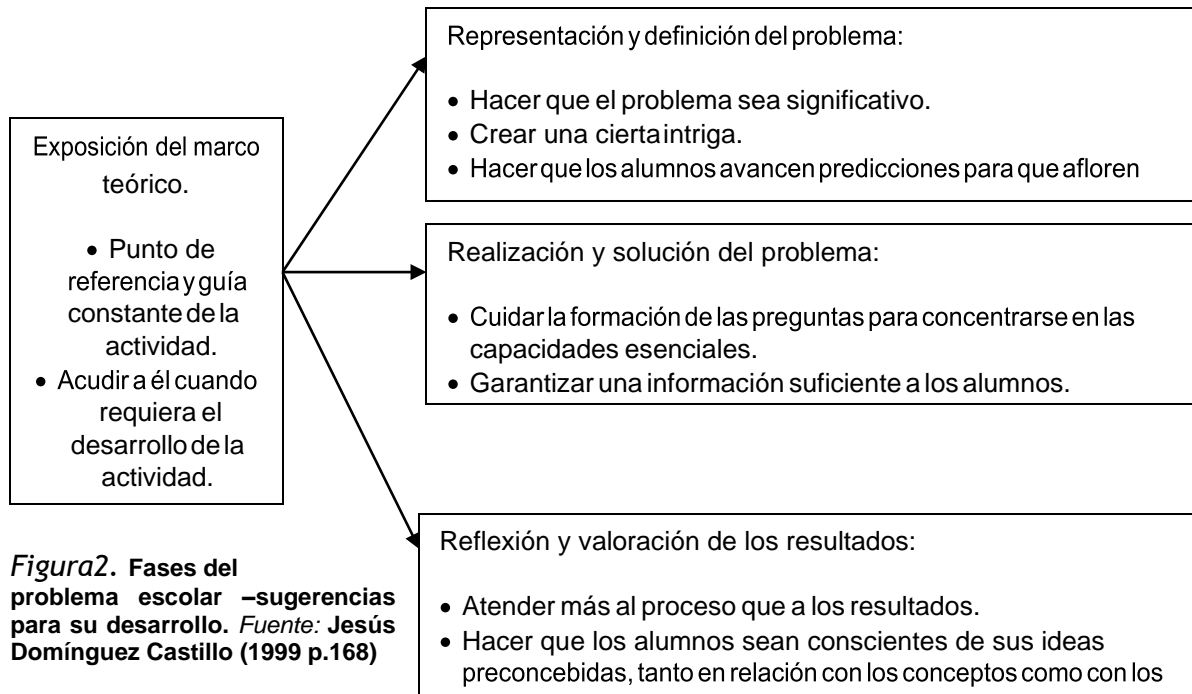 Exposición del marco
teórico.
• Punto de
referencia y guía
constante de la
actividad.
• Acudir a él cuando
requiera el
desarrollo de la
actividad.
Representación y definición del problema:
• Hacer que el problema sea significativo.
• Crear una cierta intriga.
• Hacer que los alumnos avancen predicciones para que afloren
Realización y solución del problema:
• Cuidar la formación de las preguntas para concentrarse en las
capacidades esenciales.
• Garantizar una información suficiente a los alumnos.
Reflexión y valoración de los resultados:
• Atender más al proceso que a los resultados.
• Hacer que los alumnos sean conscientes de sus ideas
preconcebidas, tanto en relación con los conceptos como con los
Figura2. Fases del
problema escolar –sugerencias
para su desarrollo. Fuente: Jesús
Domínguez Castillo (1999 p.168)